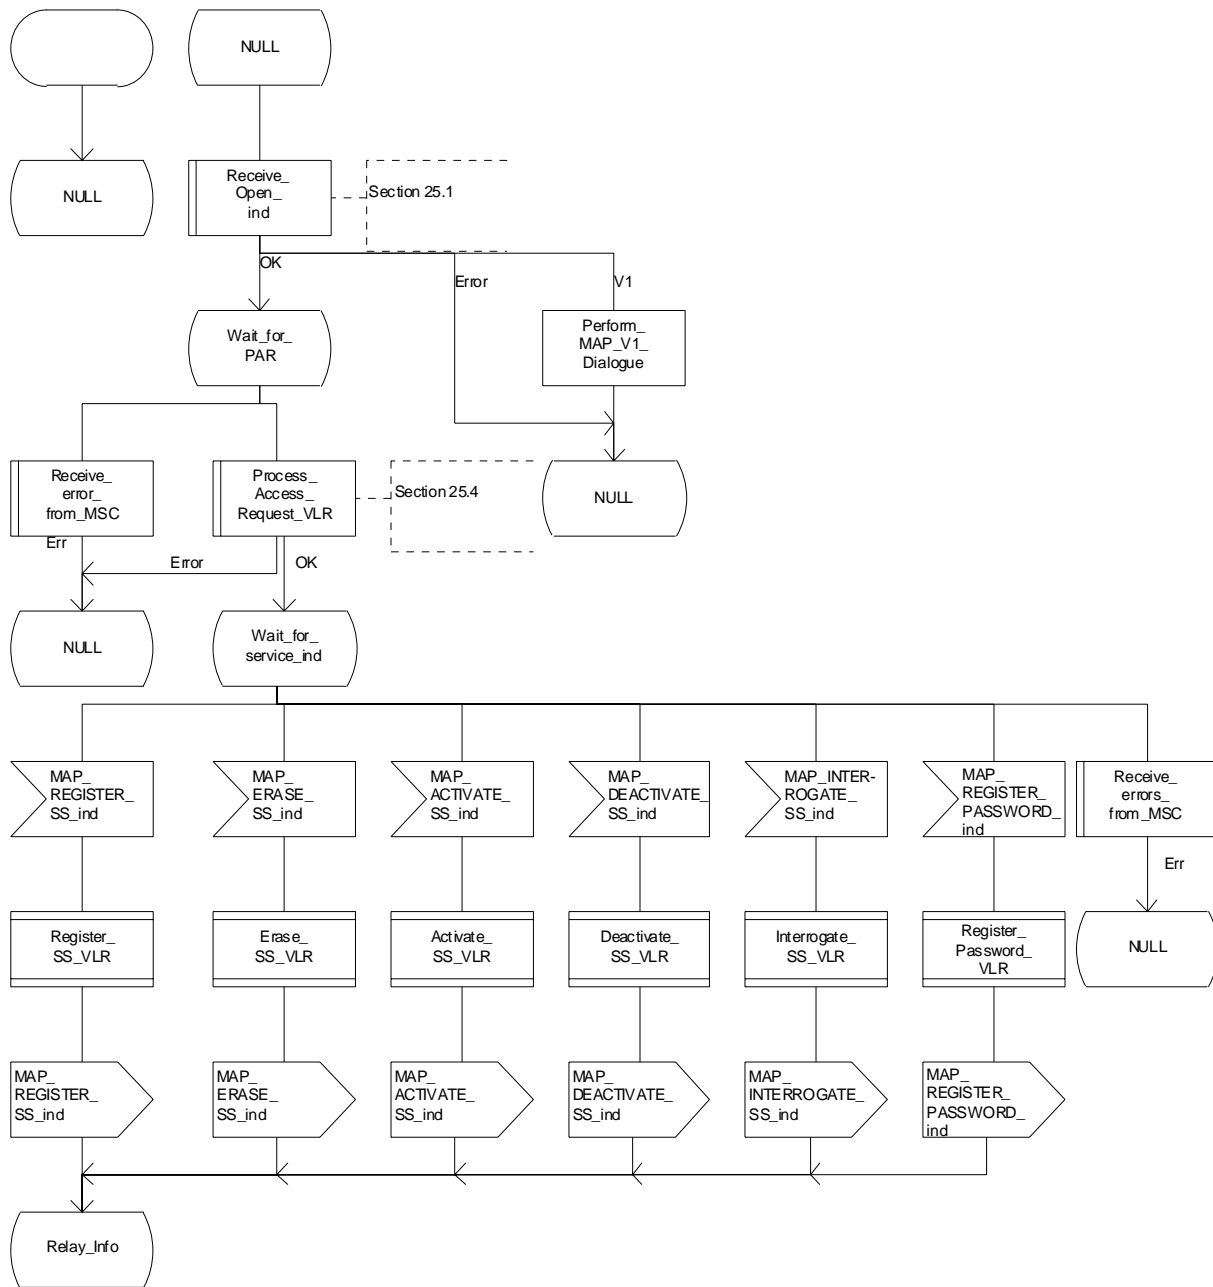 NULL
NULL
Receive_
Open_
ind
Section 25.1
OK
Error
V1
Wait_for_
PAR
Perform_
MAP_V1_
Dialogue
Receive_
error_
from_MSC
Process_
Access_
Request_VLR
Section 25.4
NULL
Err
Error
OK
NULL
Wait_for_
service_ind
MAP_
REGISTER_
SS_ind
MAP_
ERASE_
SS_ind
MAP_
ACTIVATE_
SS_ind
MAP_
DEACTIVATE_
SS_ind
MAP_INTER-
ROGATE_
SS_ind
MAP_
REGISTER_
PASSWORD_
ind
Receive_
errors_
from_MSC
Err
Register_
SS_VLR
Erase_
SS_VLR
Activate_
SS_VLR
Deactivate_
SS_VLR
Interrogate_
SS_VLR
Register_
Password_
VLR
NULL
MAP_
REGISTER_
SS_ind
MAP_
ERASE_
SS_ind
MAP_
ACTIVATE_
SS_ind
MAP_
DEACTIVATE_
SS_ind
MAP_
INTERROGATE_
SS_ind
MAP_
REGISTER_
PASSWORD_
ind
Relay_Info